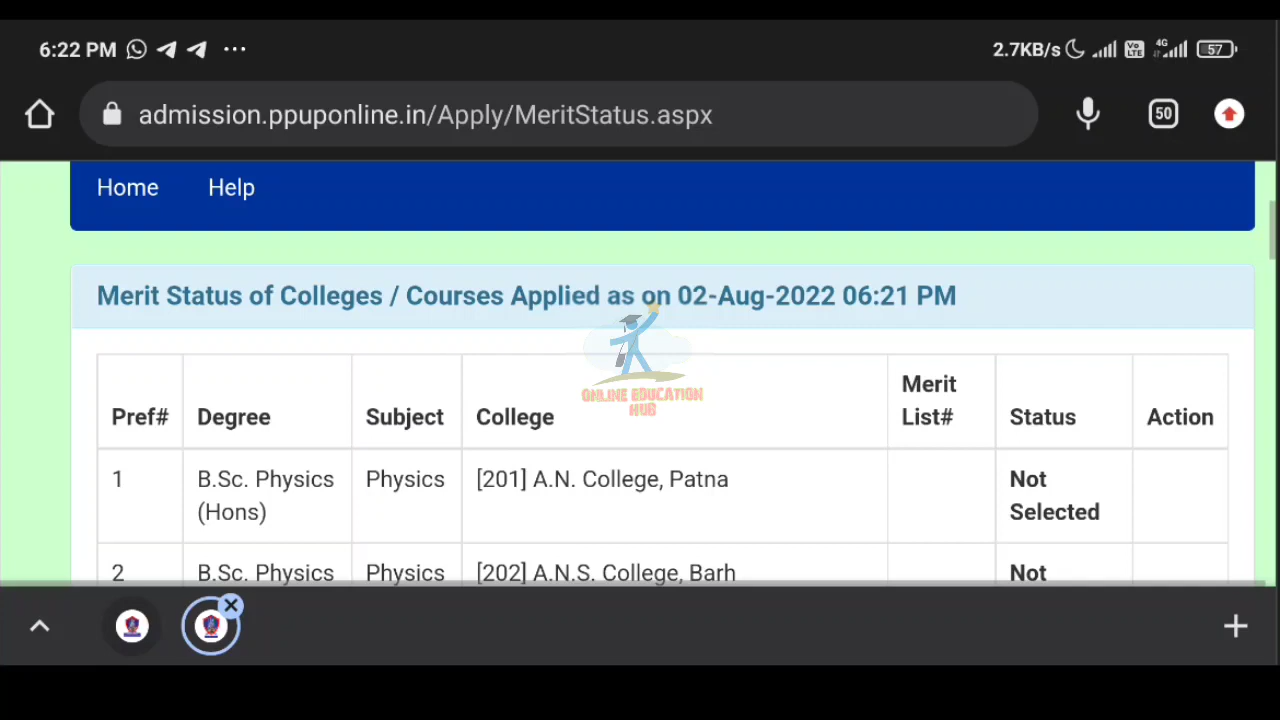 6:22 PM ... 2.7KB/s Vo LTE 4G 57
admission.ppuponline.in/Apply/MeritStatus.aspx 50
Home Help
Merit Status of Colleges / Courses Applied as on 02-Aug-2022 06:21 PM
ONLINE EDUCATION
HUB
Merit
Pref# Degree Subject College List# Status Action
1 B.Sc. Physics Physics [201] A.N. College, Patna Not
(Hons) Selected
2 B.Sc. Physics Physics [202] A.N.S. College, Barh Not